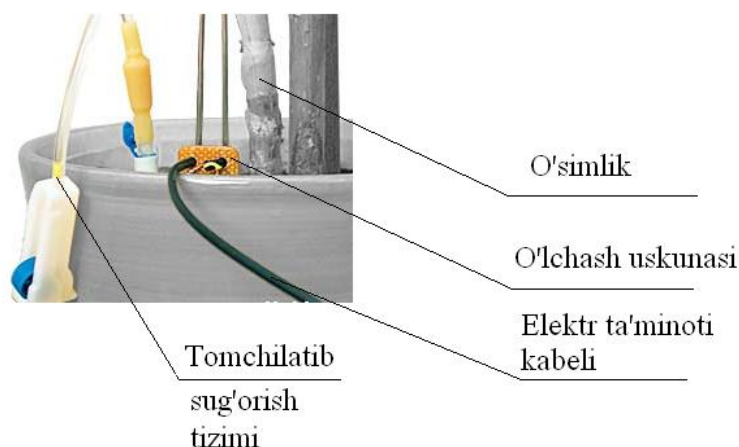 O'simlik
O'lchash uskunasi
Elektr ta'minoti
kabeli
Tomchilatib
sug'orish
tizimi